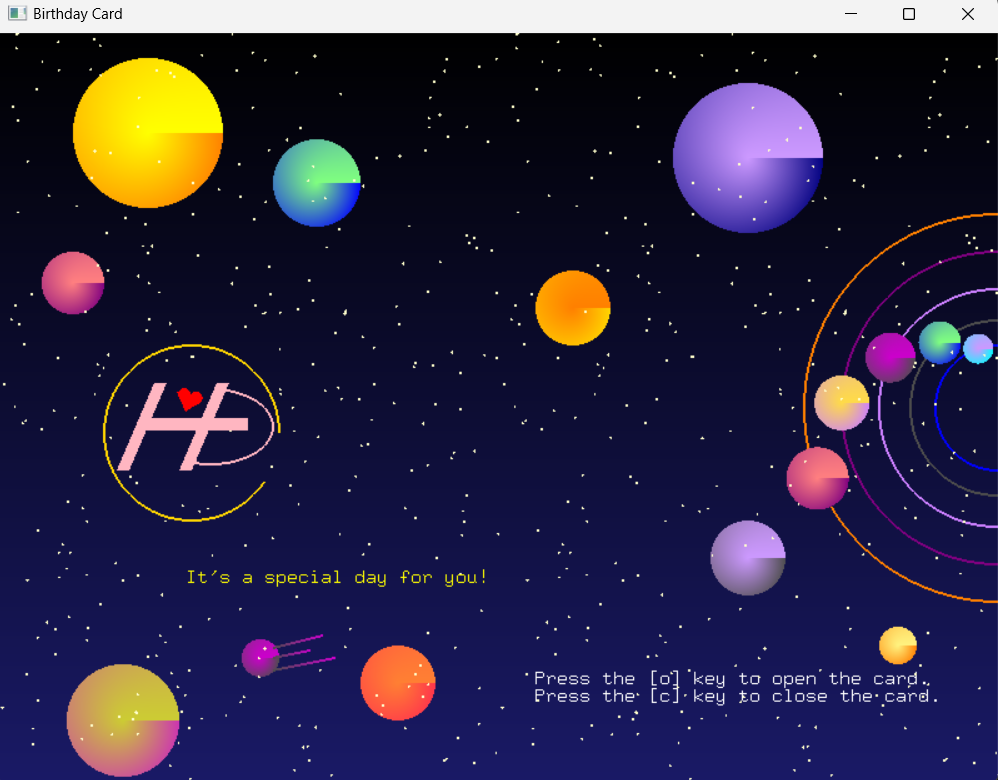 Birthday Card
HD
It's a special day for you!
Press the [o] key to open the card.
Press the [c] key to close the card.